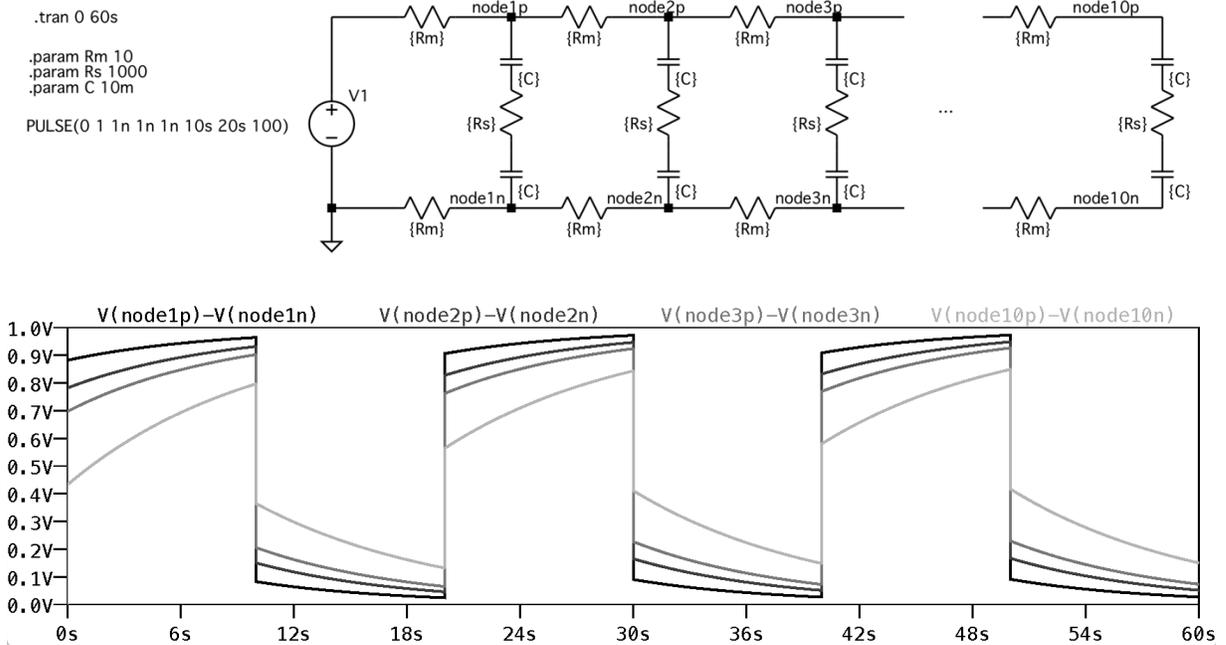 .tran 0 60s
.param Rm 10
.param Rs 1000
.param C 10m
PULSE(0 1 1n 1n 1n 10s 20s 100)
V1
node1p node2p node3p node10p
{Rm} {Rm} {Rm} {Rm}
{C} {C} {C} {C}
{Rs} {Rs} {Rs} {Rs}
...
{C} {C} {C} {C}
node1n node2n node3n node10n
{Rm} {Rm} {Rm} {Rm}
V(node1p)-V(node1n) V(node2p)-V(node2n) V(node3p)-V(node3n) V(node10p)-V(node10n)
1.0V
0.9V
0.8V
0.7V
0.6V
0.5V
0.4V
0.3V
0.2V
0.1V
0.0V
0s 6s 12s 18s 24s 30s 36s 42s 48s 54s 60s